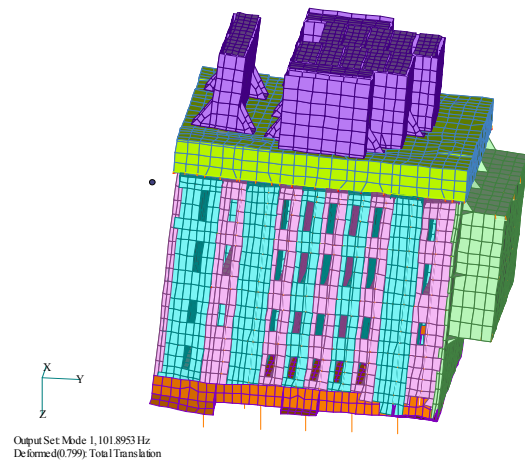 X
Y
Z
Output Set: Mode 1, 101.8953 Hz
Deformed(0.799): Total Translation